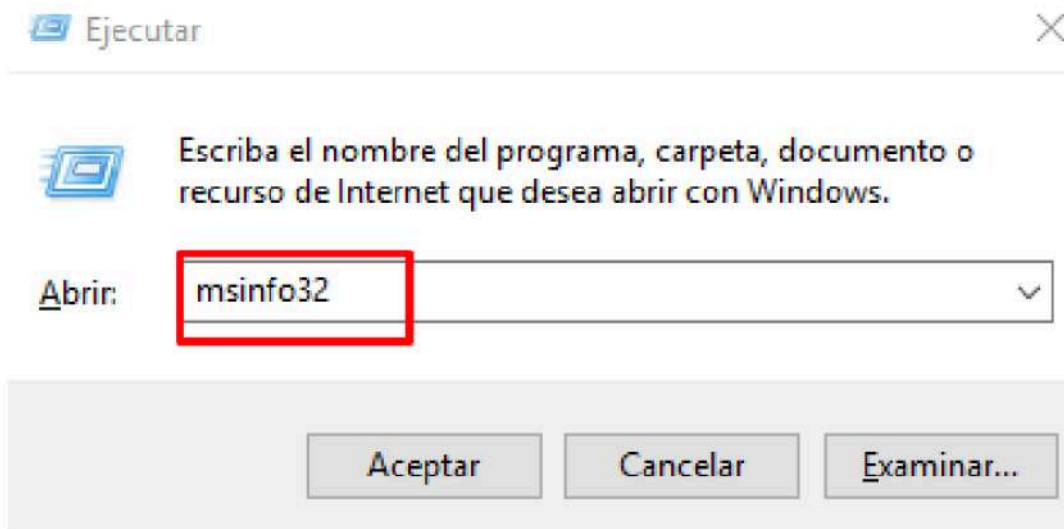 Ejecutar
Escriba el nombre del programa, carpeta, documento o
recurso de Internet que desea abrir con Windows.
Abrir: msinfo32
Aceptar Cancelar Examinar...